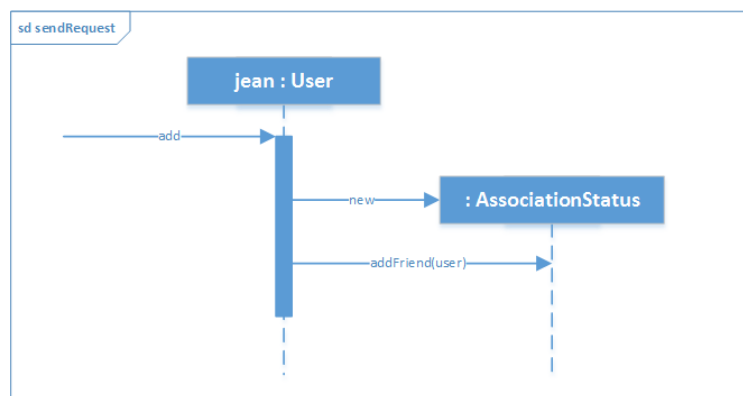 sd sendRequest
jean : User
add
new
: AssociationStatus
addFriend(user)